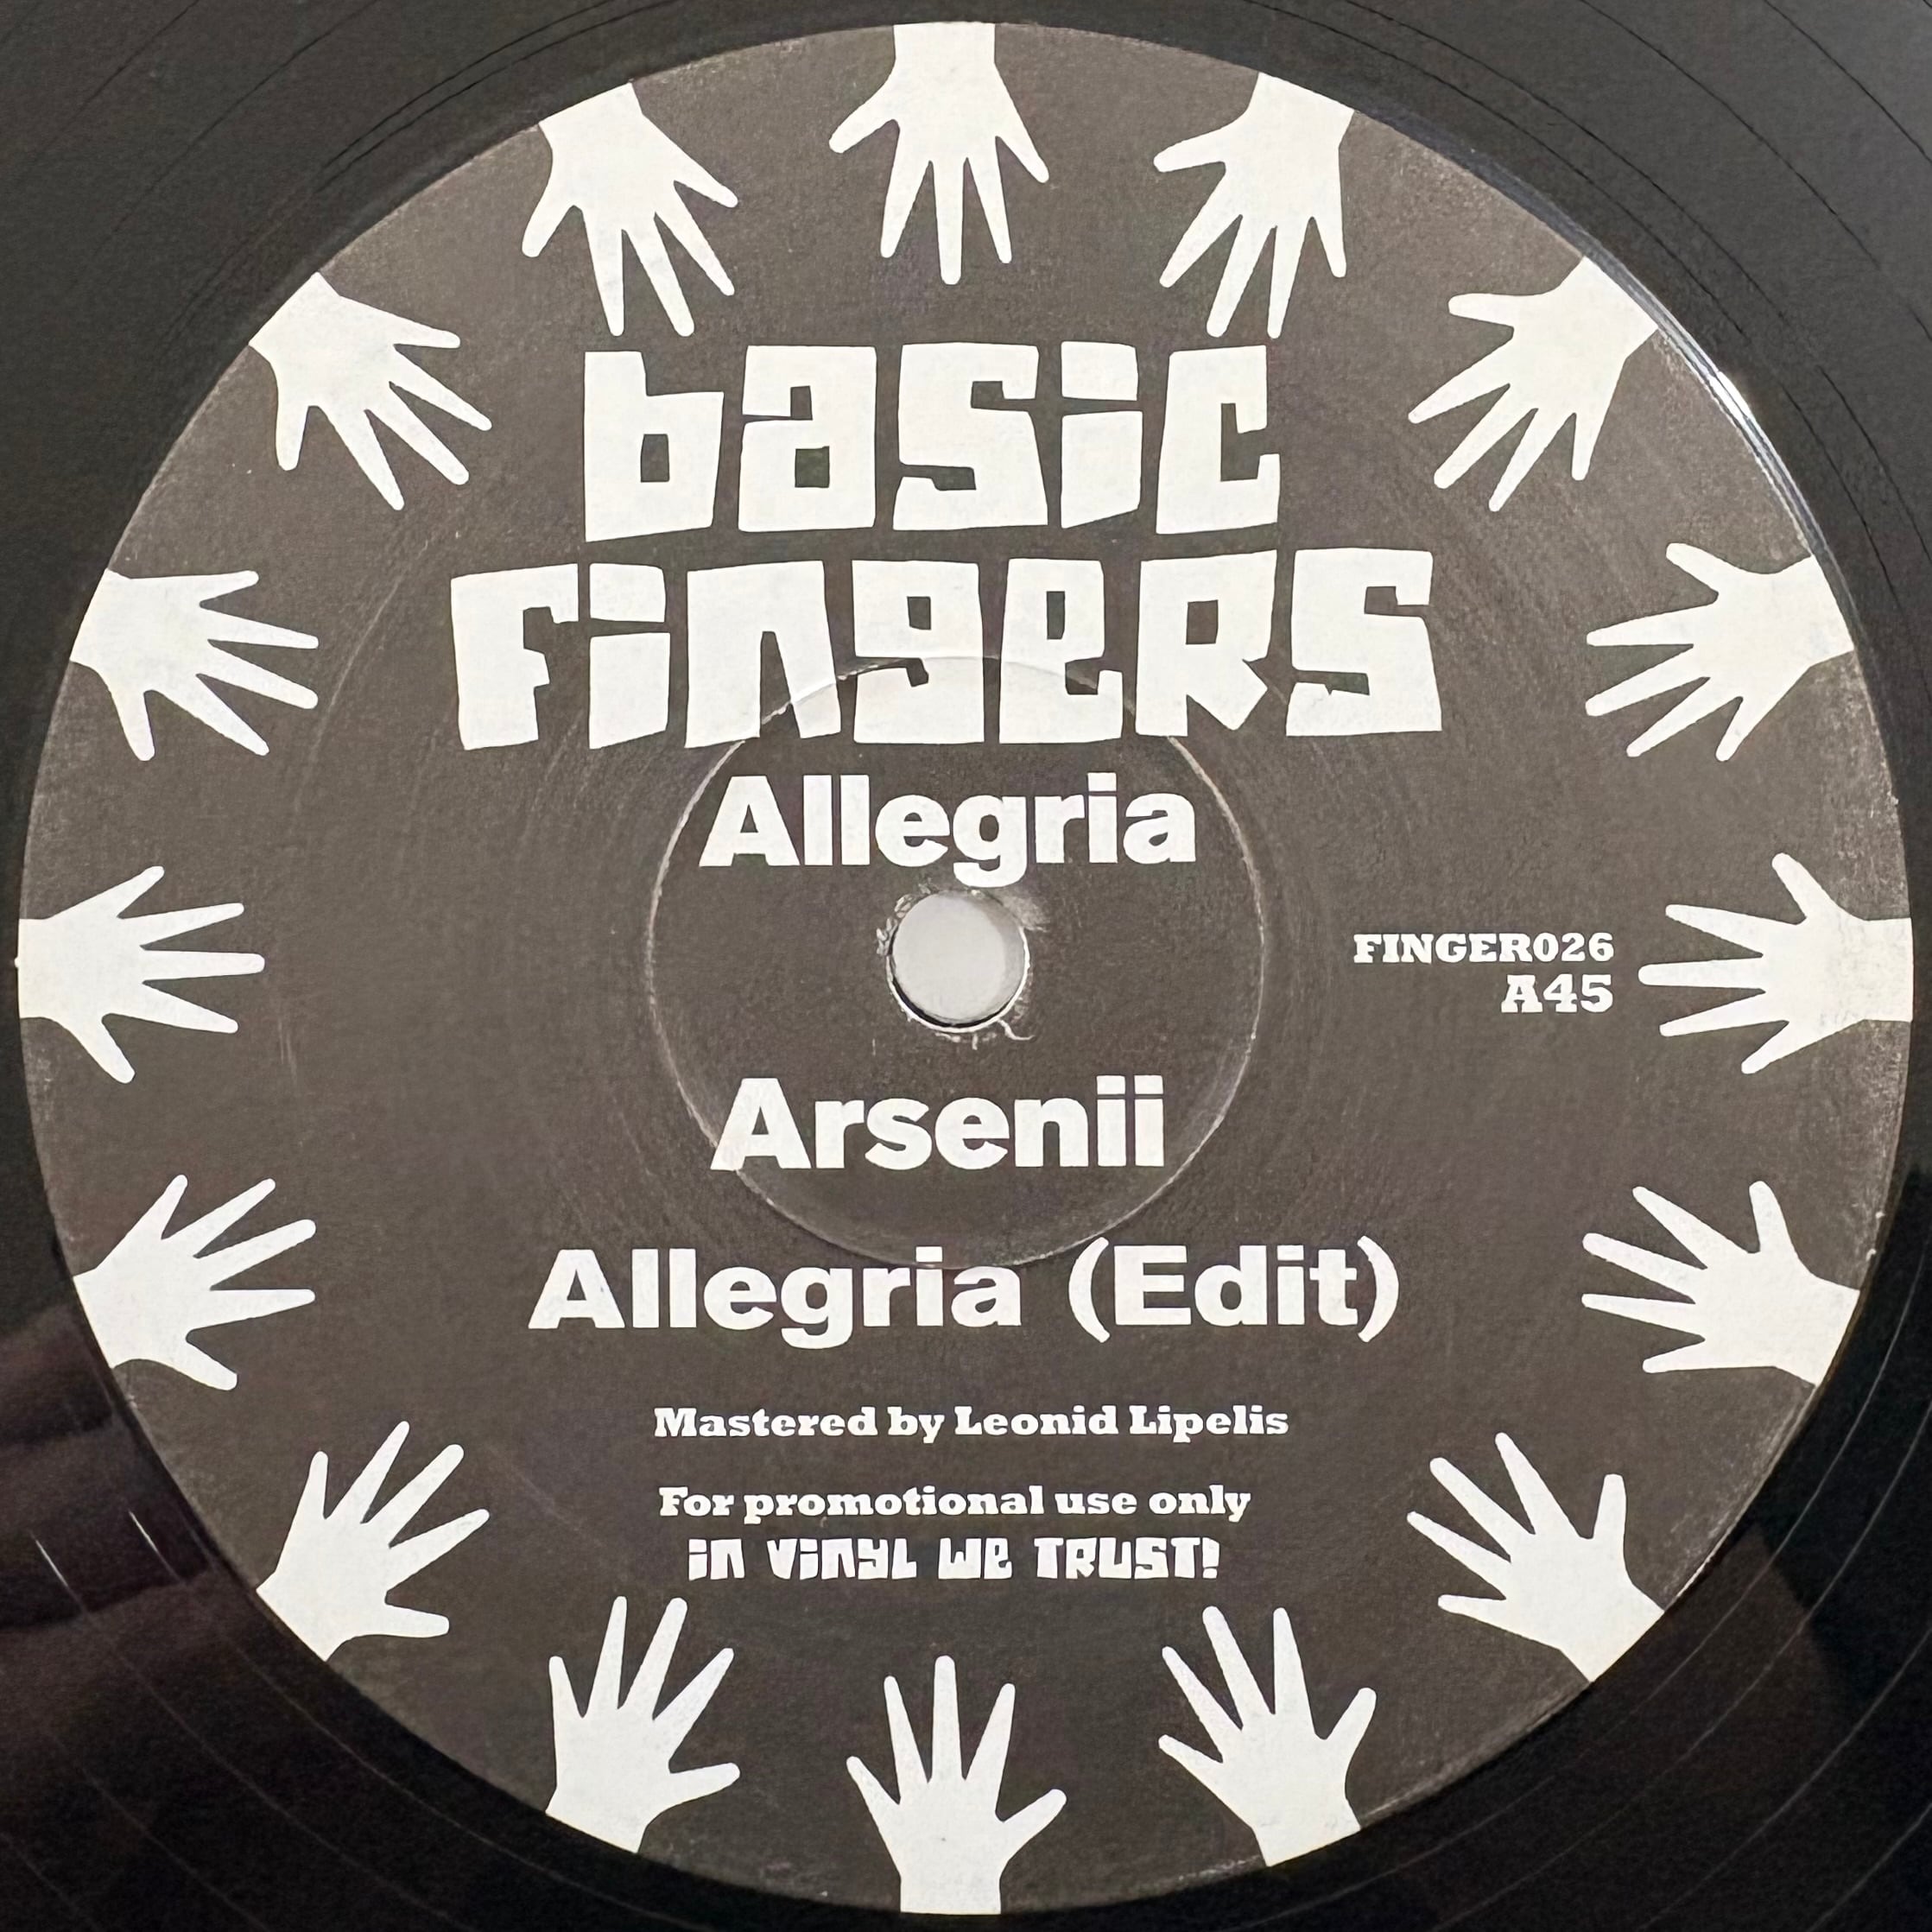 basic
fingers
Allegria
FINGER026
A45
Arsenii
Allegria (Edit)
Mastered by Leonid Lipelis
For promotional use only
in vinyl we trust!